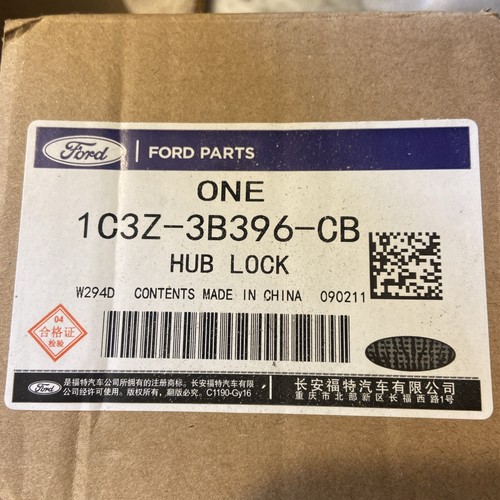 Ford
FORD PARTS
ONE
1C3Z-3B396-CB
HUB LOCK
W294D CONTENTS MADE IN CHINA 090211
04
合格证
检验
Ford
是福特汽车公司所拥有的注册商标。长安福特汽车有限
公司经许可使用。版权所有，翻版必究。C1190-Gy16
长安福特汽车有限公司
重庆市北部新区长福西路1号